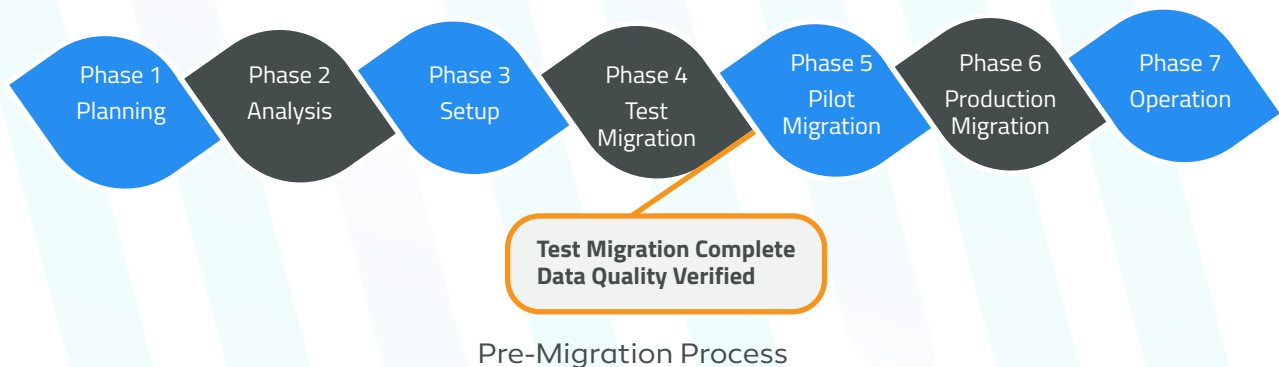 Phase 1
Planning
Phase 2
Analysis
Phase 3
Setup
Phase 4
Test
Migration
Phase 5
Pilot
Migration
Phase 6
Production
Migration
Phase 7
Operation
Test Migration Complete
Data Quality Verified
Pre-Migration Process